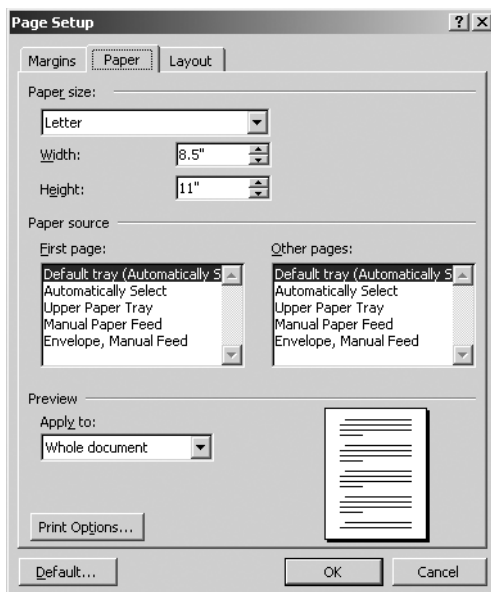 Page Setup
Margins Paper Layout
Paper size:
Letter
Width: 8.5"
Height: 11"
Paper source
First page: Other pages:
Default tray (Automatically S Default tray (Automatically S
Automatically Select Automatically Select
Upper Paper Tray Upper Paper Tray
Manual Paper Feed Manual Paper Feed
Envelope, Manual Feed Envelope, Manual Feed
Preview
Apply to:
Whole document
Print Options...
Default... OK Cancel